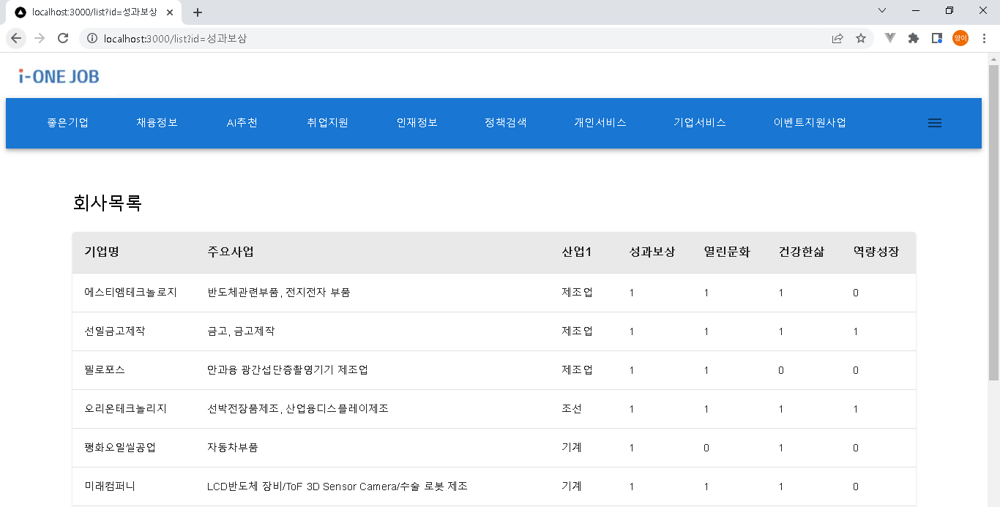 localhost:3000/list?id=성과보상
localhost:3000/list?id=성과보상
양이
i-ONE JOB
좋은기업 채용정보 AI추천 취업지원 인재정보 정책검색 개인서비스 기업서비스 이벤트지원사업
회사목록
기업명 주요사업 산업1 성과보상 열린문화 건강한삶 역량성장
에스티엠테크놀로지 반도체관련부품, 전지전자 부품 제조업 1 1 1 0
선일금고제작 금고, 금고제작 제조업 1 1 1 1
필로포스 안과용 광간섭단층촬영기기 제조업 제조업 1 1 0 0
오리온테크놀리지 선박전장품제조, 산업용디스플레이제조 조선 1 1 1 1
평화오일씰공업 자동차부품 기계 1 0 1 0
미래컴퍼니 LCD반도체 장비/ToF 3D Sensor Camera/수술 로봇 제조 기계 1 1 1 0